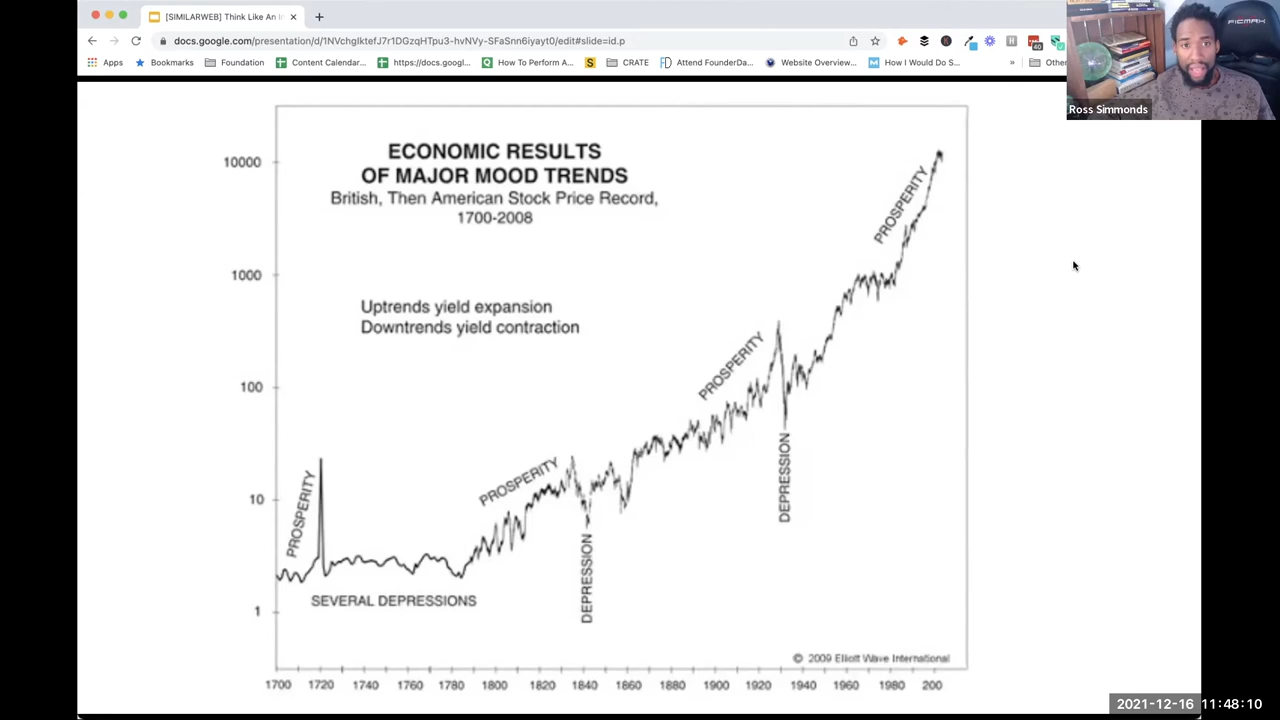 [SIMILARWEB] Think Like An In
docs.google.com/presentation/d/1NVchgIktefJ7r1DGzqHTpu3-hvNVy-SFaSnn6iyayt0/edit#slide=id.p
40
Apps
Bookmarks
Foundation
Content Calendar...
https://docs.googl...
How To Perform A...
S
CRATE
Attend FounderDa...
Website Overview...
How I Would Do S...
»
Other
FICMAX
Ross Simmonds
ECONOMIC RESULTS
OF MAJOR MOOD TRENDS
British, Then American Stock Price Record,
1700-2008
Uptrends yield expansion
Downtrends yield contraction
10000
1000
100
10
1
PROSPERITY
SEVERAL DEPRESSIONS
PROSPERITY
DEPRESSION
PROSPERITY
DEPRESSION
PROSPERITY
© 2009 Elliott Wave International
1700 1720 1740 1760 1780 1800 1820 1840 1860 1880 1900 1920 1940 1960 1980 200
2021-12-16 11:48:10